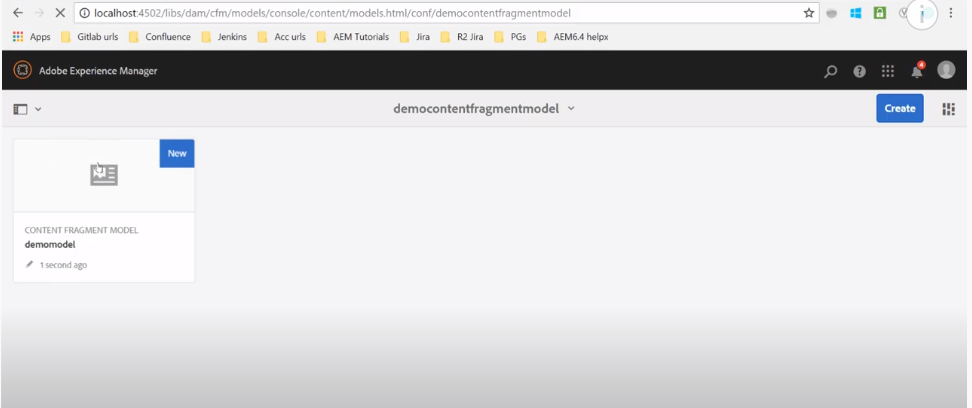 localhost:4502/libs/dam/cfm/models/console/content/models.html/conf/democontentfragmentmodel
Apps Gitlab urls Confluence Jenkins Acc urls AEM Tutorials Jira R2 Jira PGs AEM6.4 helpx
Adobe Experience Manager 4
democontentfragmentmodel Create
New
CONTENT FRAGMENT MODEL
demomodel
1 second ago